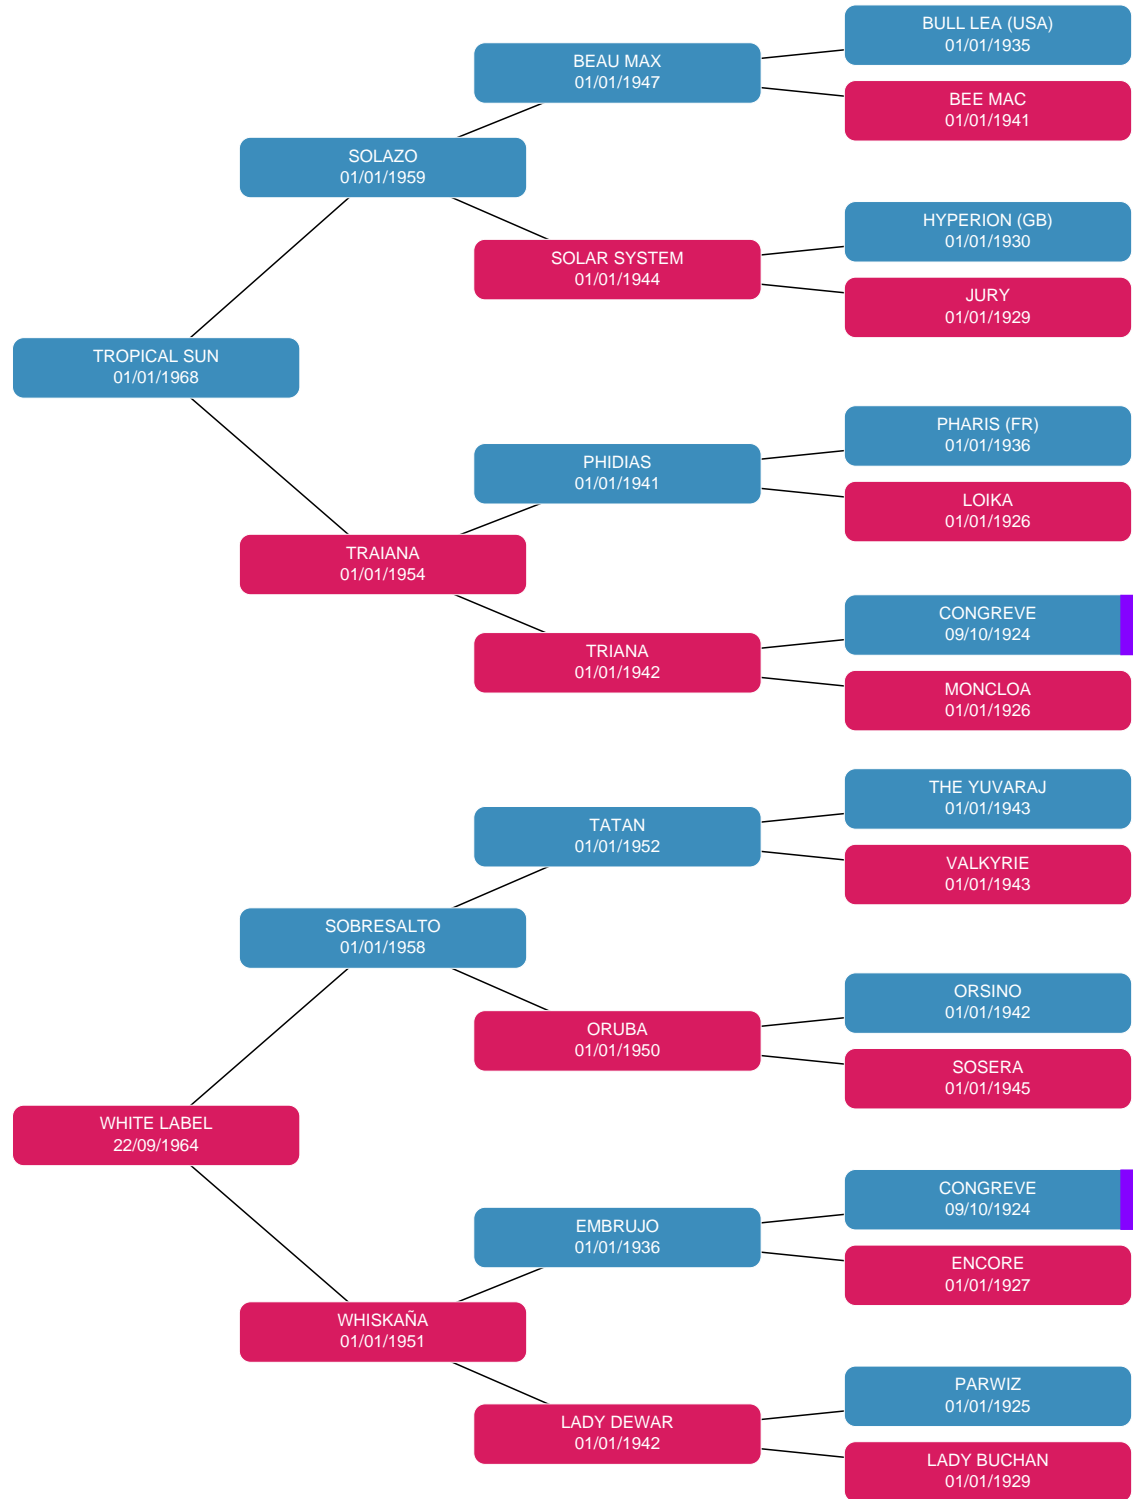 BULL LEA (USA)
01/01/1935
BEAU MAX
01/01/1947
BEE MAC
01/01/1941
SOLAZO
01/01/1959
HYPERION (GB)
01/01/1930
SOLAR SYSTEM
01/01/1944
JURY
01/01/1929
TROPICAL SUN
01/01/1968
PHARIS (FR)
01/01/1936
PHIDIAS
01/01/1941
LOIKA
01/01/1926
TRAIANA
01/01/1954
CONGREVE
09/10/1924
TRIANA
01/01/1942
MONCLOA
01/01/1926
THE YUVARAJ
01/01/1943
TATAN
01/01/1952
VALKYRIE
01/01/1943
SOBRESALTO
01/01/1958
ORSINO
01/01/1942
ORUBA
01/01/1950
SOSERA
01/01/1945
WHITE LABEL
22/09/1964
CONGREVE
09/10/1924
EMBRUJO
01/01/1936
ENCORE
01/01/1927
WHISKAÑA
01/01/1951
PARWIZ
01/01/1925
LADY DEWAR
01/01/1942
LADY BUCHAN
01/01/1929